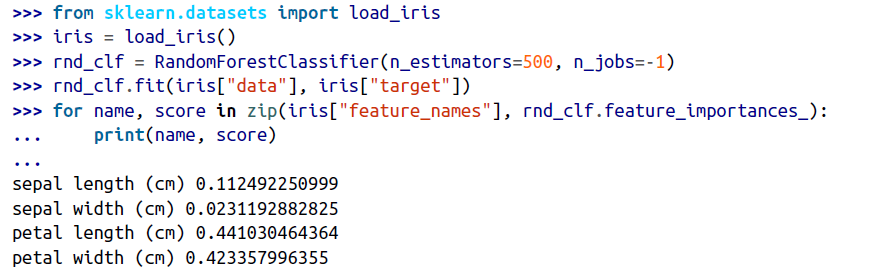 >>> from sklearn.datasets import load_iris
>>> iris = load_iris()
>>> rnd_clf = RandomForestClassifier(n_estimators=500, n_jobs=-1)
>>> rnd_clf.fit(iris["data"], iris["target"])
>>> for name, score in zip(iris["feature_names"], rnd_clf.feature_importances_):
...     print(name, score)
...
sepal length (cm) 0.112492250999
sepal width (cm) 0.0231192882825
petal length (cm) 0.441030464364
petal width (cm) 0.423357996355